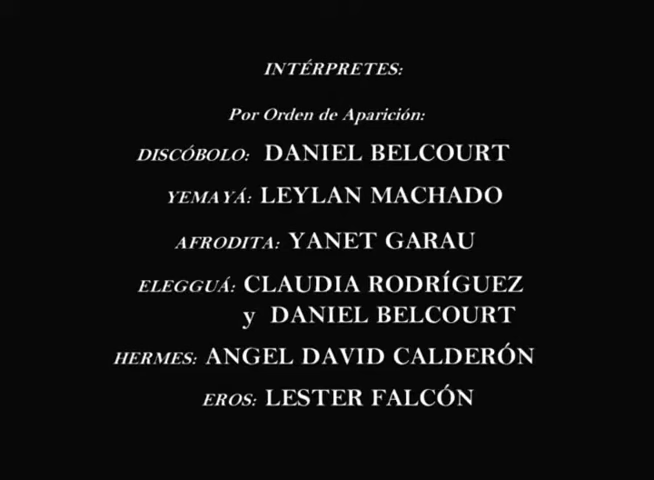 INTÉRPRETES:
Por Orden de Aparición:
DISCÓBOLO: DANIEL BELCOURT
YEMAYÁ: LEYLAN MACHADO
AFRODITA: YANET GARAU
ELEGGUÁ: CLAUDIA RODRÍGUEZ
y DANIEL BELCOURT
HERMES: ANGEL DAVID CALDERÓN
EROS: LESTER FALCÓN